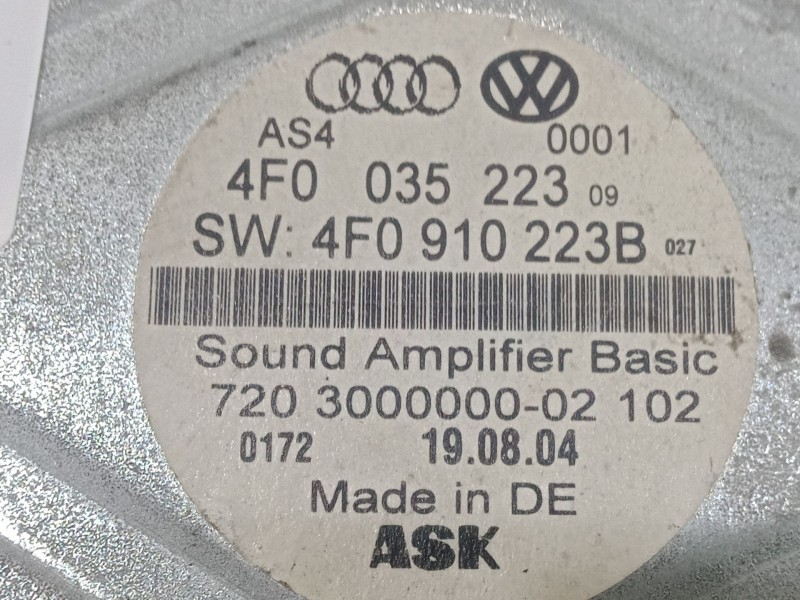 AS4 0001
4F0 035 223 09
SW: 4F0 910 223B 027
Sound Amplifier Basic
720 3000000-02 102
0172 19.08.04
Made in DE
ASK